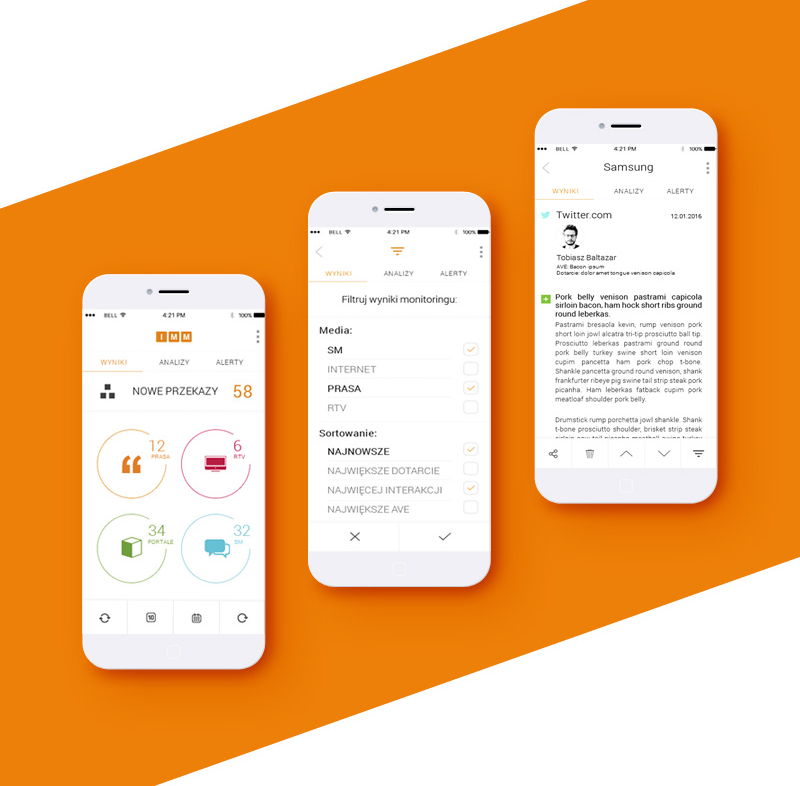 BELL
4:21 PM
100%
IMM
WYNIKI
ANALIZY
ALERTY
NOWE PRZEKAZY 58
12
PRASA
6
RTV
34
PORTALE
32
SM
10
BELL
4:21 PM
100%
WYNIKI
ANALIZY
ALERTY
Filtruj wyniki monitoringu:
Media:
SM
INTERNET
PRASA
RTV
Sortowanie:
NAJNOWSZE
NAJWIĘKSZE DOTARCIE
NAJWIĘCEJ INTERAKCJI
NAJWIĘKSZE AVE
BELL
4:21 PM
100%
Samsung
WYNIKI
ANALIZY
ALERTY
Twitter.com
12.01.2016
Tobiasz Baltazar
AVE: Bacon ipsum
Dotarcie: dolor amet tongue venison capicola
Pork belly venison pastrami capicola
sirloin bacon, ham hock short ribs ground
round leberkas.
Pastrami bresaola kevin, rump venison pork
short loin jowl alcatra tri-tip prosciutto ball tip.
Prosciutto leberkas pastrami ground round
pork belly turkey swine short loin venison
cupim pancetta ham pork chop t-bone.
Shankle pancetta ground round venison, shank
frankfurter ribeye pig swine tail strip steak pork
picanha. Ham leberkas fatback cupim pork
meatloaf shoulder pork belly.
Drumstick rump porchetta jowl shankle. Shank
t-bone prosciutto shoulder, brisket strip steak